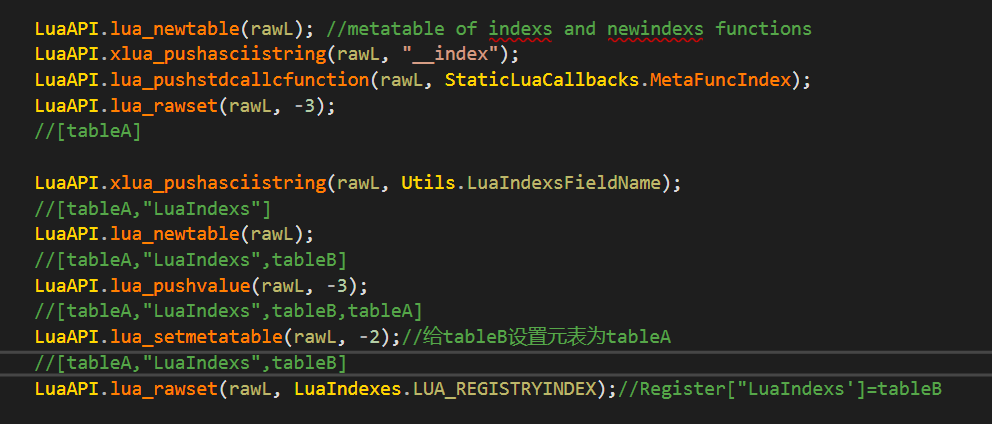 LuaAPI.lua_newtable(rawL); //metatable of indexs and newindexs functions
LuaAPI.xlua_pushasciistring(rawL, "__index");
LuaAPI.lua_pushstdcallcfunction(rawL, StaticLuaCallbacks.MetaFuncIndex);
LuaAPI.lua_rawset(rawL, -3);
//[tableA]
LuaAPI.xlua_pushasciistring(rawL, Utils.LuaIndexsFieldName);
//[tableA,"LuaIndexs"]
LuaAPI.lua_newtable(rawL);
//[tableA,"LuaIndexs",tableB]
LuaAPI.lua_pushvalue(rawL, -3);
//[tableA,"LuaIndexs",tableB,tableA]
LuaAPI.lua_setmetatable(rawL, -2);//给tableB设置元表为tableA
//[tableA,"LuaIndexs",tableB]
LuaAPI.lua_rawset(rawL, LuaIndexes.LUA_REGISTRYINDEX);//Register["LuaIndexs']=tableB